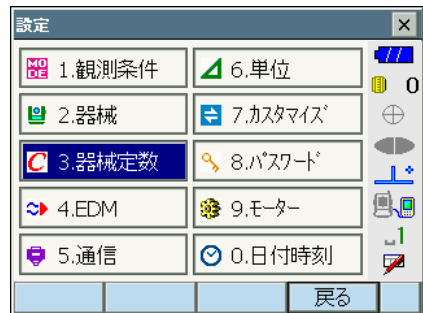 設定
MODE 1.観測条件
2.器械
C 3.器械定数
4.EDM
5.通信
6.単位
7.ｶｽﾀﾏｲｽﾞ
8.ﾊﾟｽﾜｰﾄﾞ
9.ﾓｰﾀｰ
0.日付時刻
0
1
戻る